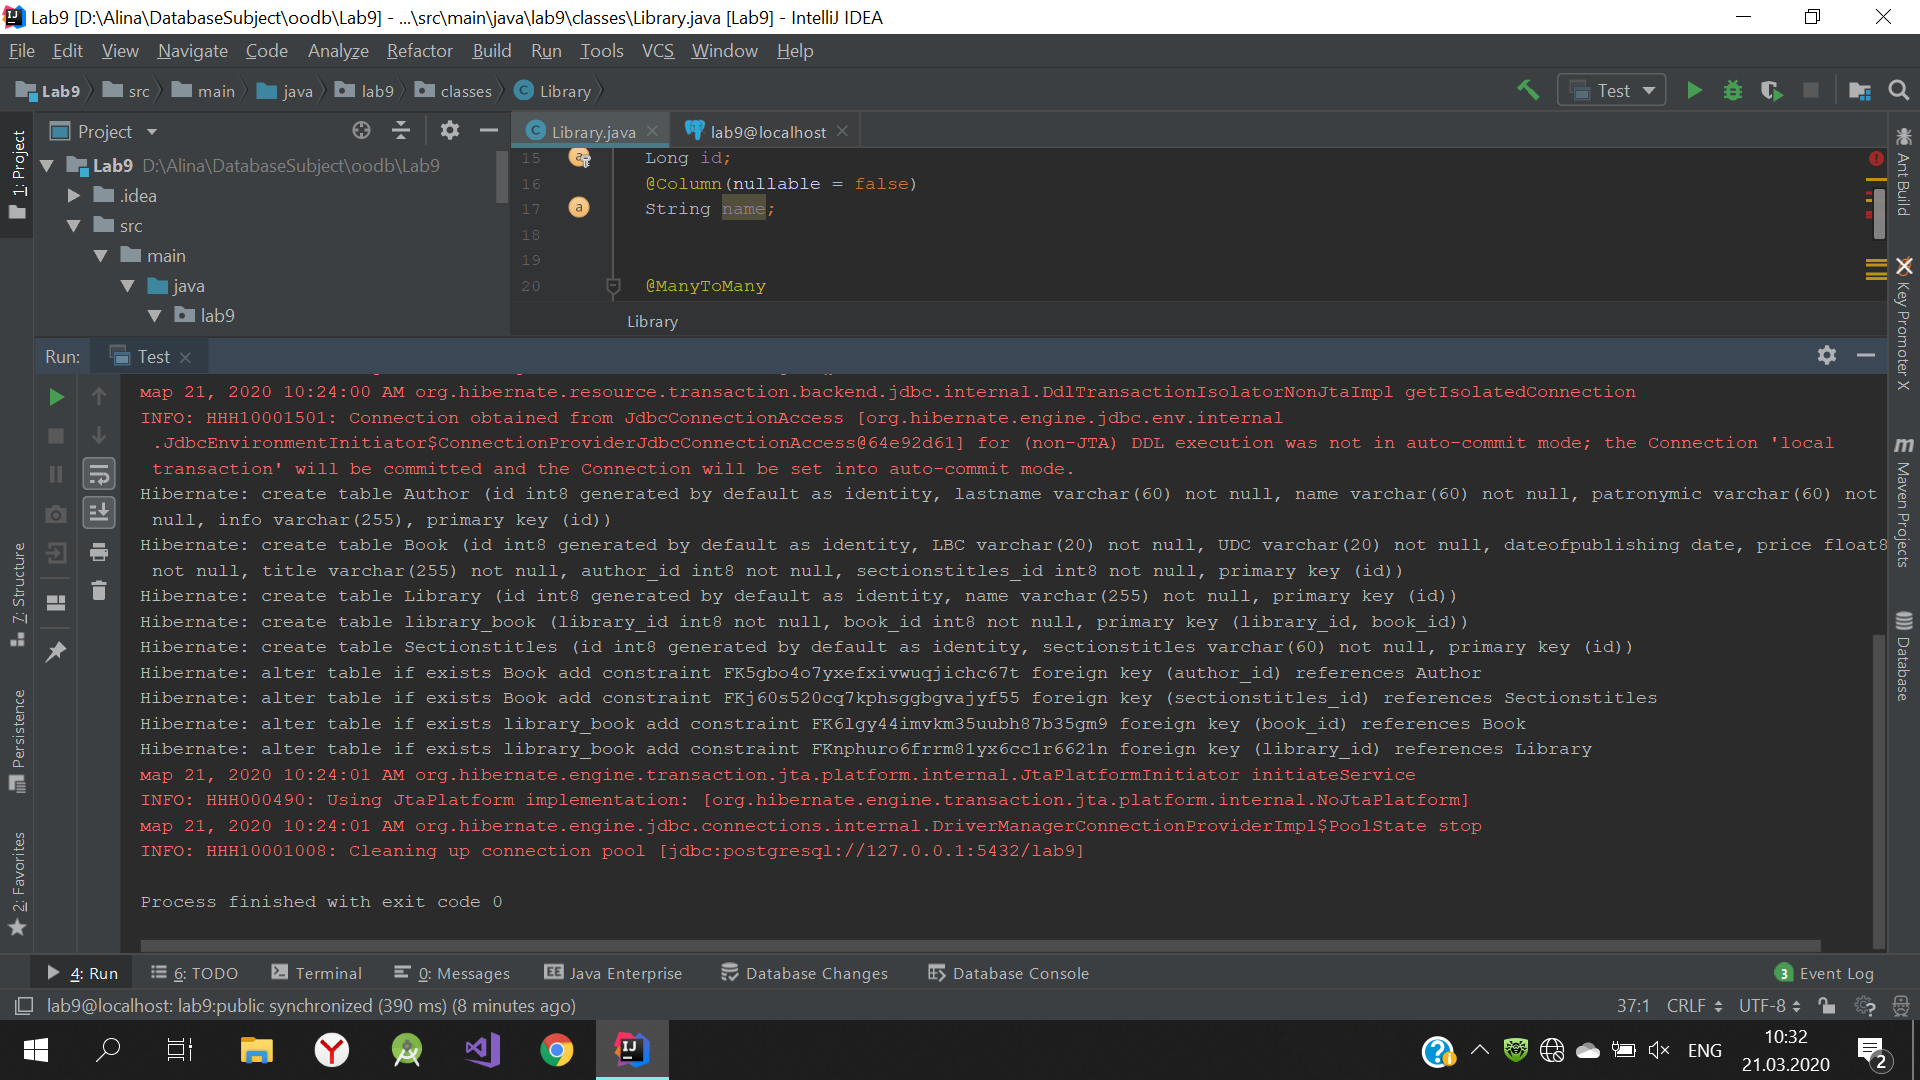 Lab9 [D:\Alina\DatabaseSubject\oodb\Lab9] - ...\src\main\java\lab9\classes\Library.java [Lab9] - IntelliJ IDEA
File Edit View Navigate Code Analyze Refactor Build Run Tools VCS Window Help
Lab9 src main java lab9 classes Library
Test
1: Project
Project
Library.java lab9@localhost
Lab9 D:\Alina\DatabaseSubject\oodb\Lab9
.idea
src
main
java
lab9
15 Long id;
16 @Column(nullable = false)
17 String name;
18
19
20 @ManyToMany
Library
Ant Build
Key Promoter X
Maven Projects
Database
Run: Test
мар 21, 2020 10:24:00 AM org.hibernate.resource.transaction.backend.jdbc.internal.DdlTransactionIsolatorNonJtaImpl getIsolatedConnection
INFO: HHH10001501: Connection obtained from JdbcConnectionAccess [org.hibernate.engine.jdbc.env.internal
.JdbcEnvironmentInitiator$ConnectionProviderJdbcConnectionAccess@64e92d61] for (non-JTA) DDL execution was not in auto-commit mode; the Connection 'local
transaction' will be committed and the Connection will be set into auto-commit mode.
Hibernate: create table Author (id int8 generated by default as identity, lastname varchar(60) not null, name varchar(60) not null, patronymic varchar(60) not
null, info varchar(255), primary key (id))
Hibernate: create table Book (id int8 generated by default as identity, LBC varchar(20) not null, UDC varchar(20) not null, dateofpublishing date, price float8
not null, title varchar(255) not null, author_id int8 not null, sectionstitles_id int8 not null, primary key (id))
Hibernate: create table Library (id int8 generated by default as identity, name varchar(255) not null, primary key (id))
Hibernate: create table library_book (library_id int8 not null, book_id int8 not null, primary key (library_id, book_id))
Hibernate: create table Sectionstitles (id int8 generated by default as identity, sectionstitles varchar(60) not null, primary key (id))
Hibernate: alter table if exists Book add constraint FK5gbo4o7yxefxivwuqjichc67t foreign key (author_id) references Author
Hibernate: alter table if exists Book add constraint FKj60s520cq7kphsggbgvajyf55 foreign key (sectionstitles_id) references Sectionstitles
Hibernate: alter table if exists library_book add constraint FK6lgy44imvkm35uubh87b35gm9 foreign key (book_id) references Book
Hibernate: alter table if exists library_book add constraint FKnphuro6frrm81yx6cc1r6621n foreign key (library_id) references Library
мар 21, 2020 10:24:01 AM org.hibernate.engine.transaction.jta.platform.internal.JtaPlatformInitiator initiateService
INFO: HHH000490: Using JtaPlatform implementation: [org.hibernate.engine.transaction.jta.platform.internal.NoJtaPlatform]
мар 21, 2020 10:24:01 AM org.hibernate.engine.jdbc.connections.internal.DriverManagerConnectionProviderImpl$PoolState stop
INFO: HHH10001008: Cleaning up connection pool [jdbc:postgresql://127.0.0.1:5432/lab9]
Process finished with exit code 0
7: Structure
Persistence
2: Favorites
4: Run 6: TODO Terminal 0: Messages Java Enterprise Database Changes Database Console 3 Event Log
lab9@localhost: lab9:public synchronized (390 ms) (8 minutes ago) 37:1 CRLF UTF-8
ENG 10:32
21.03.2020
2